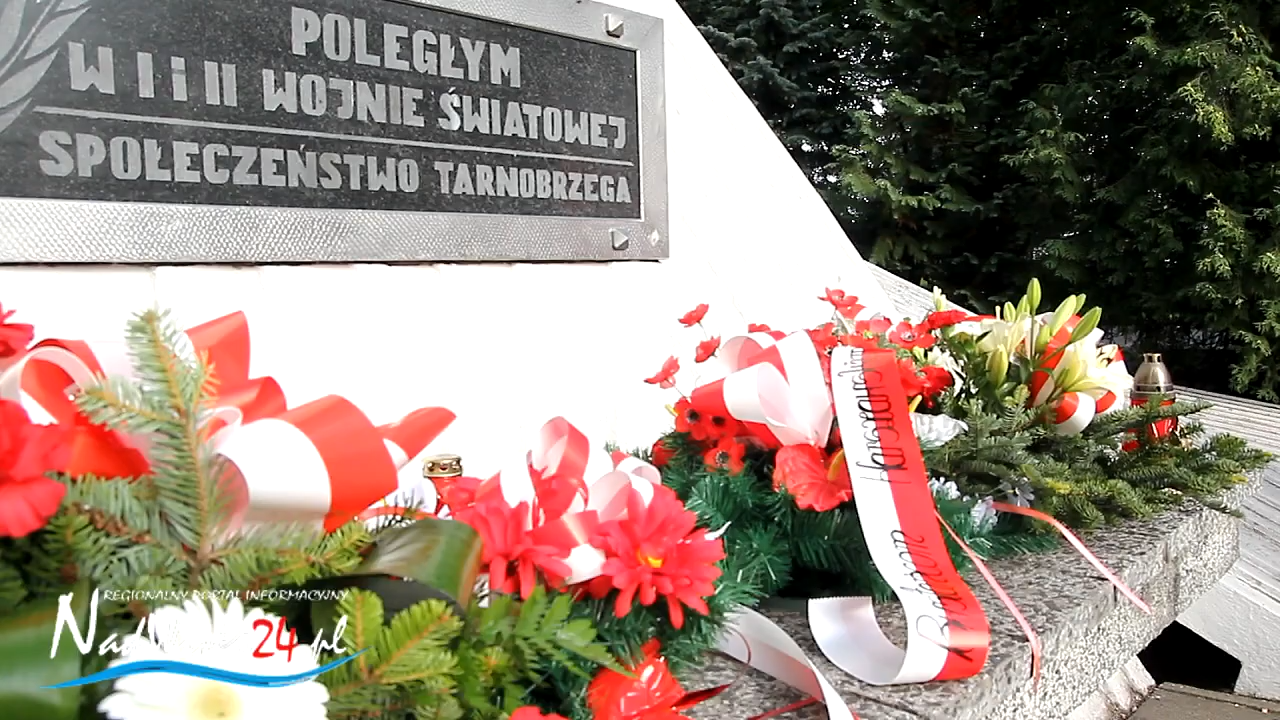 POLEGŁYM
W I i II WOJNIE ŚWIATOWEJ
SPOŁECZEŃSTWO TARNOBRZEGA
REGIONALNY PORTAL INFORMACYJNY
24.pl